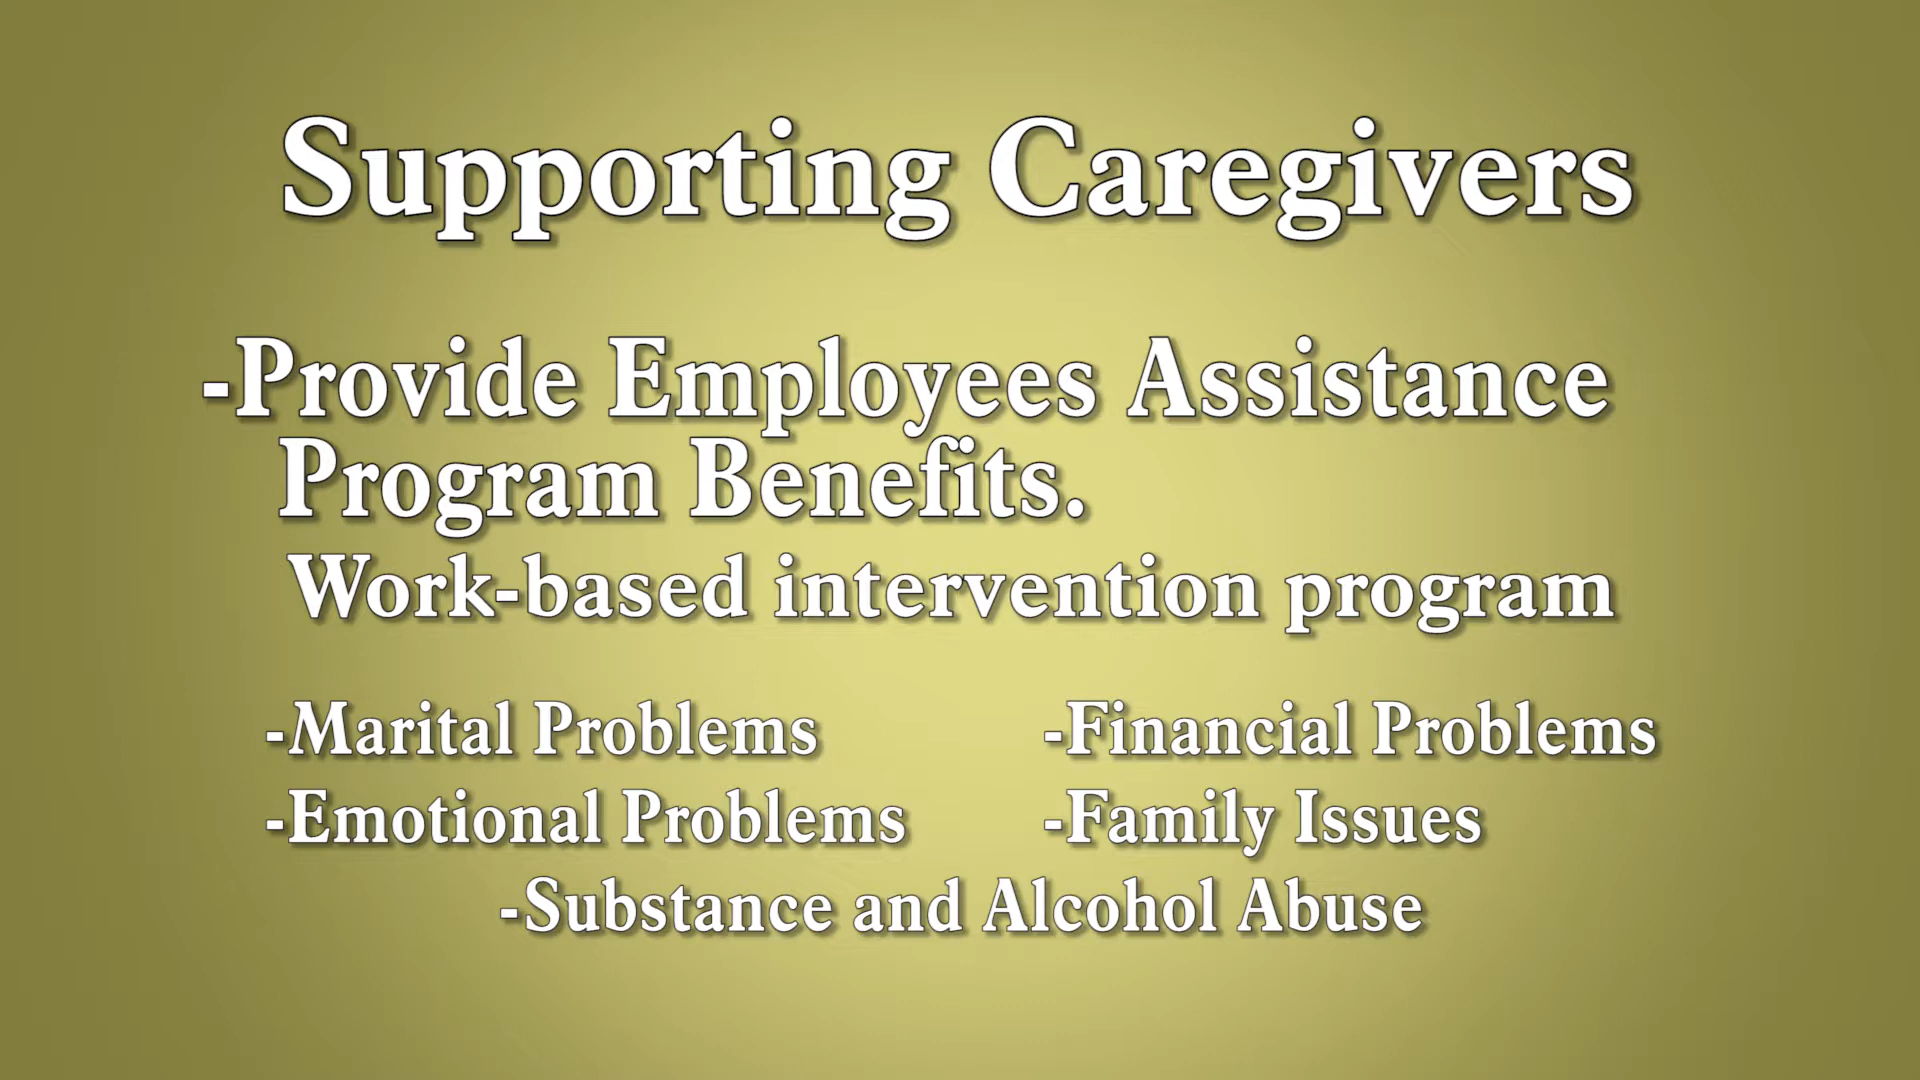 Supporting Caregivers
-Provide Employees Assistance
Program Benefits.
Work-based intervention program
-Marital Problems
-Financial Problems
-Emotional Problems
-Family Issues
-Substance and Alcohol Abuse